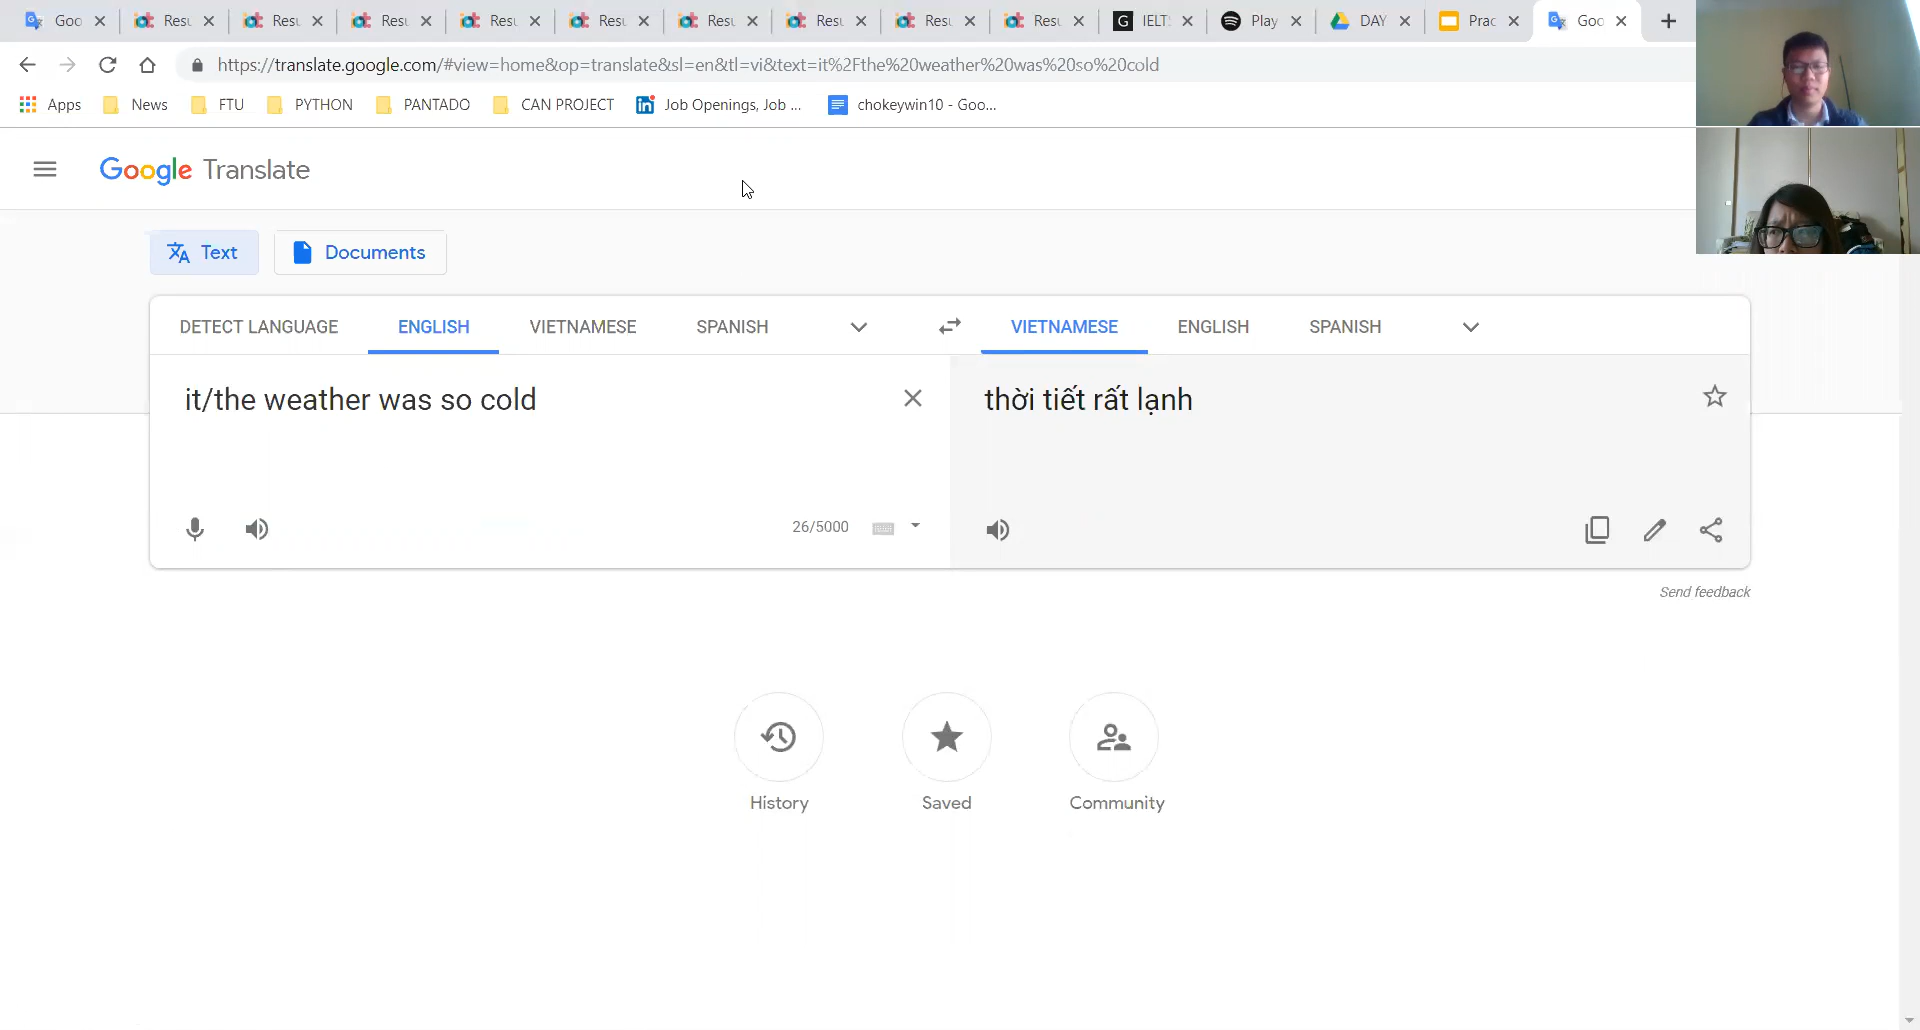 Goo Resu Resu Resu Resu Resu Resu Resu Resu Resu IELT Play DAY Prac Goo
https://translate.google.com/#view=home&op=translate&sl=en&tl=vi&text=it%2Fthe%20weather%20was%20so%20cold
Apps News FTU PYTHON PANTADO CAN PROJECT Job Openings, Job ... chokeywin10 - Goo...
Google Translate
Text Documents
DETECT LANGUAGE ENGLISH VIETNAMESE SPANISH VIETNAMESE ENGLISH SPANISH
it/the weather was so cold
thời tiết rất lạnh
26/5000
Send feedback
History Saved Community